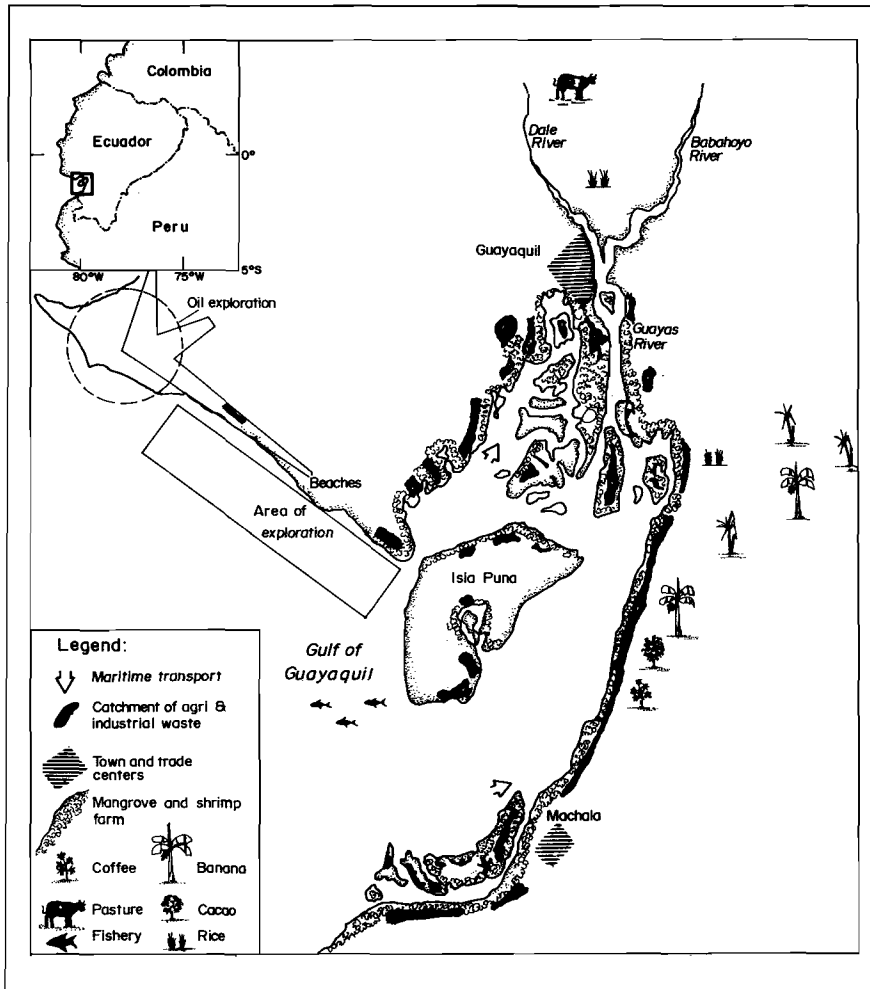 Colombia
Ecuador
0°
Peru
5°S
80°W
75°W
Dale
River
Babahoyo
River
Guayaquil
Oil exploration
Guayas
River
Beaches
Area of
exploration
Isla Puna
Gulf of
Guayaquil
Machala
Legend:
Maritime transport
Catchment of agri &
industrial waste
Town and trade
centers
Mangrove and shrimp
farm
Coffee
Banana
Pasture
Cacao
Fishery
Rice